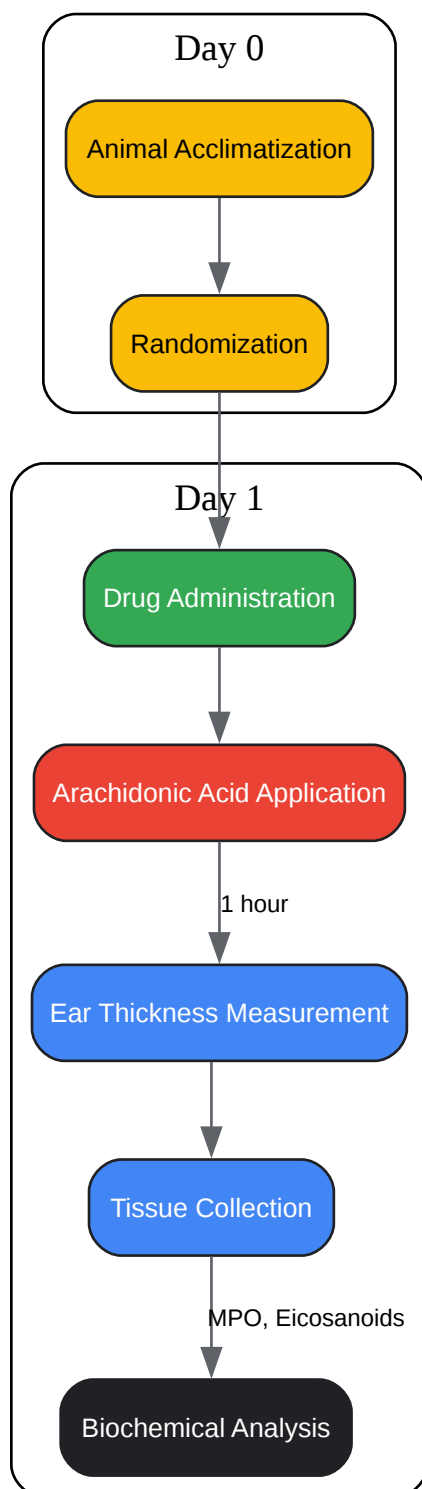 Day 0
Animal Acclimatization
Randomization
Day 1
Drug Administration
Arachidonic Acid Application
1 hour
Ear Thickness Measurement
Tissue Collection
MPO, Eicosanoids
Biochemical Analysis